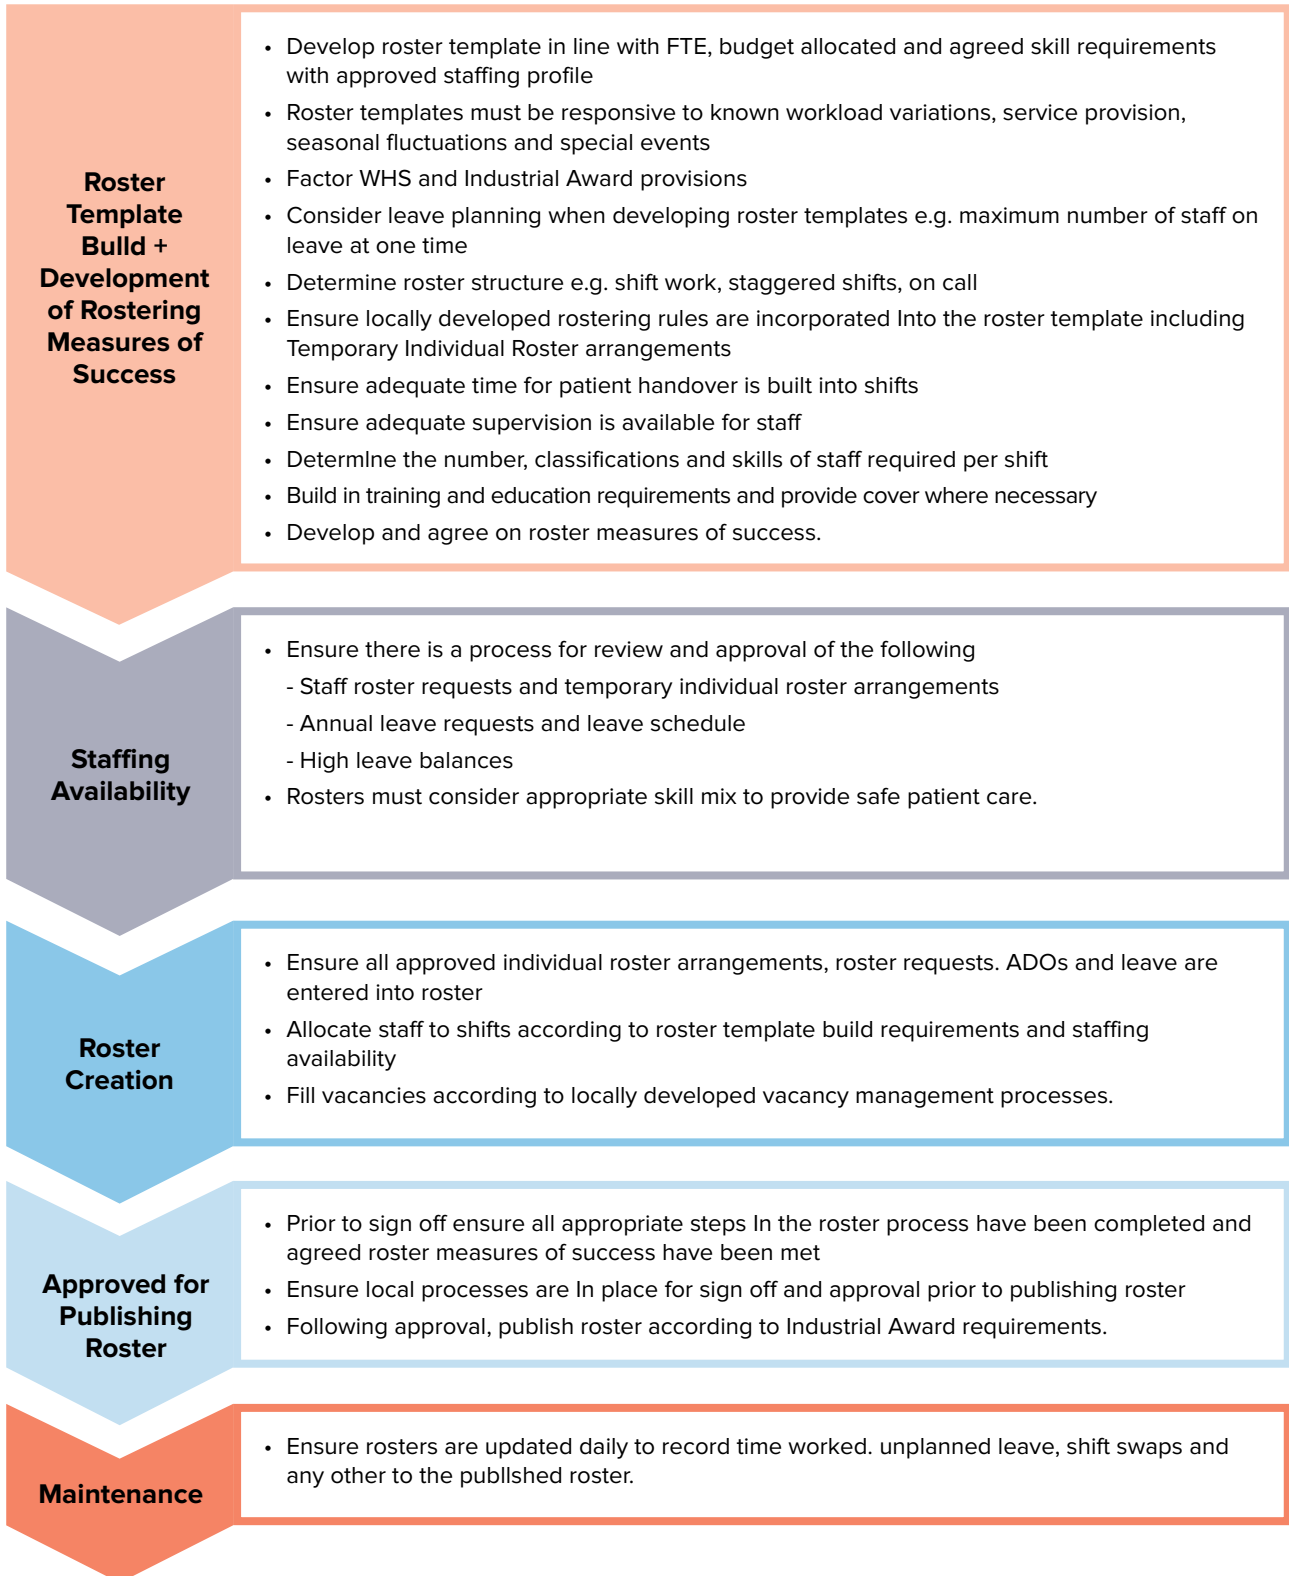 Roster
Template
Bulld +
Development
of Rostering
Measures of
Success
• Develop roster template in line with FTE, budget allocated and agreed skill requirements
with approved staffing profile
• Roster templates must be responsive to known workload variations, service provision,
seasonal fluctuations and special events
• Factor WHS and Industrial Award provisions
• Consider leave planning when developing roster templates e.g. maximum number of staff on
leave at one time
• Determine roster structure e.g. shift work, staggered shifts, on call
• Ensure locally developed rostering rules are incorporated Into the roster template including
Temporary Individual Roster arrangements
• Ensure adequate time for patient handover is built into shifts
• Ensure adequate supervision is available for staff
• Determlne the number, classifications and skills of staff required per shift
• Build in training and education requirements and provide cover where necessary
• Develop and agree on roster measures of success.
Staffing
Availability
• Ensure there is a process for review and approval of the following
- Staff roster requests and temporary individual roster arrangements
- Annual leave requests and leave schedule
- High leave balances
• Rosters must consider appropriate skill mix to provide safe patient care.
Roster
Creation
• Ensure all approved individual roster arrangements, roster requests. ADOs and leave are
entered into roster
• Allocate staff to shifts according to roster template build requirements and staffing
availability
• Fill vacancies according to locally developed vacancy management processes.
Approved for
Publishing
Roster
• Prior to sign off ensure all appropriate steps In the roster process have been completed and
agreed roster measures of success have been met
• Ensure local processes are In place for sign off and approval prior to publishing roster
• Following approval, publish roster according to Industrial Award requirements.
Maintenance
• Ensure rosters are updated daily to record time worked. unplanned leave, shift swaps and
any other to the publlshed roster.